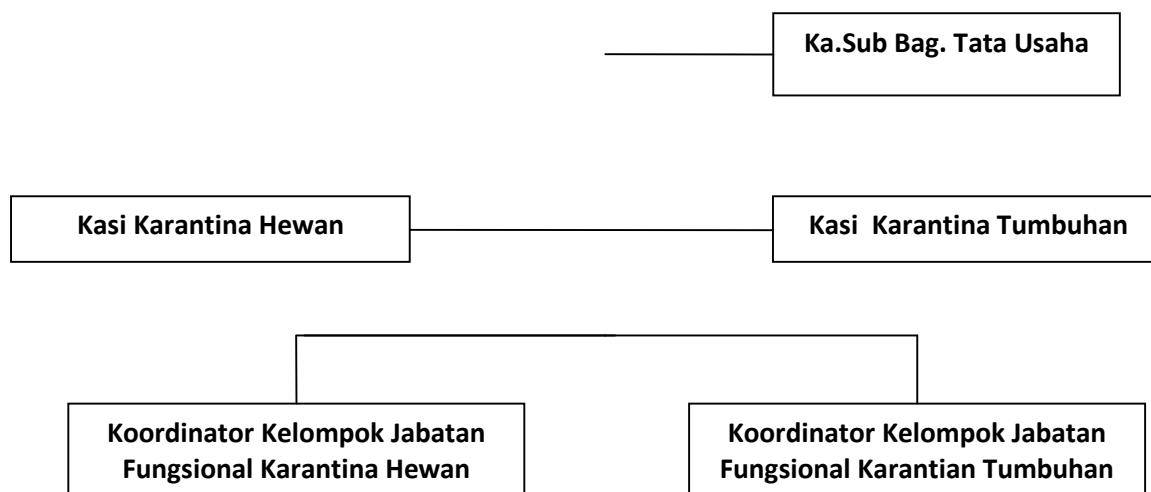 Ka.Sub Bag. Tata Usaha
Kasi Karantina Hewan
Kasi Karantina Tumbuhan
Koordinator Kelompok Jabatan
Fungsional Karantina Hewan
Koordinator Kelompok Jabatan
Fungsional Karantian Tumbuhan